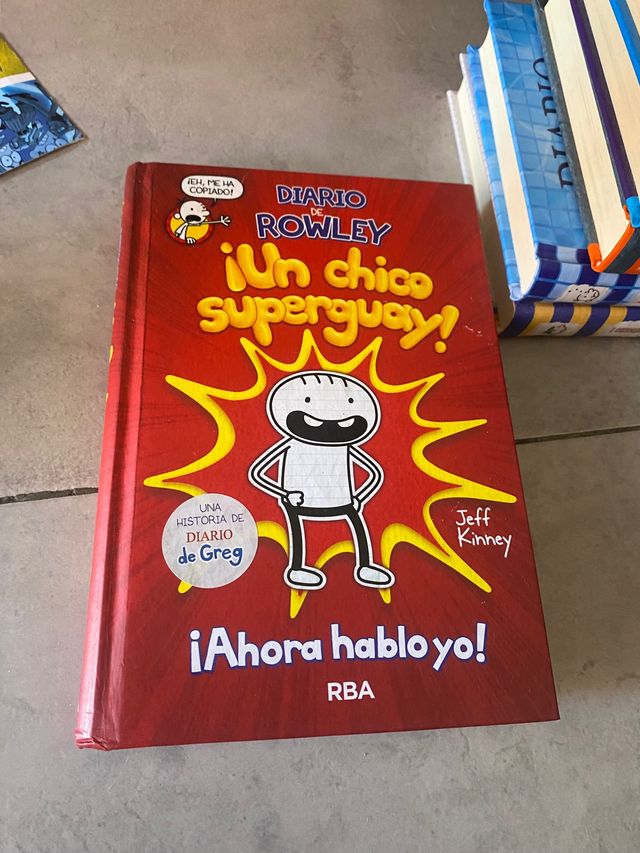 ¡EH, ME HA
COPIADO!
DIARIO
DE
ROWLEY
¡Un chico
superguay!
UNA
HISTORIA DE
DIARIO
de Greg
Jeff
Kinney
¡Ahora hablo yo!
RBA
DIARIO